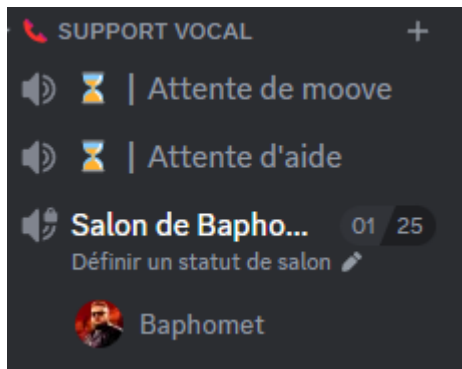 SUPPORT VOCAL
| Attente de moove
| Attente d'aide
Salon de Bapho... 01 25
Définir un statut de salon
Baphomet